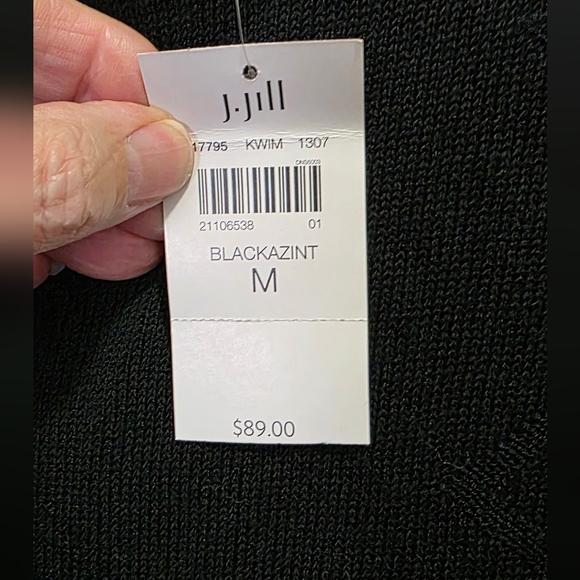 J.Jill
17795 KWIM 1307
21106538 01
BLACKAZINT
M
$89.00